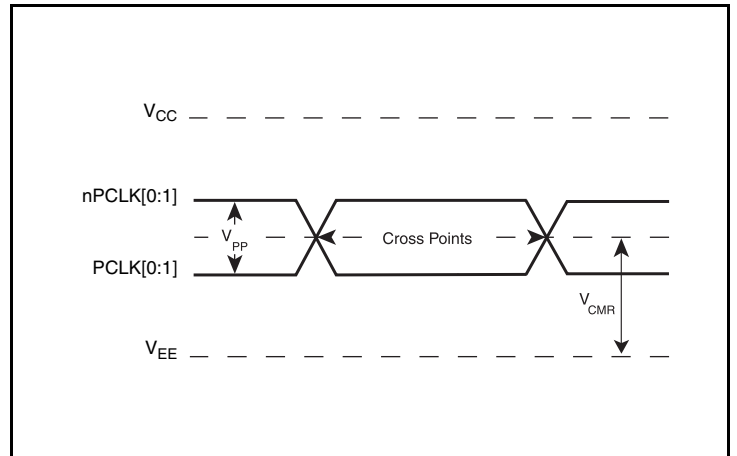 VCC
nPCLK[0:1]
VPP
Cross Points
PCLK[0:1]
VCMR
VEE